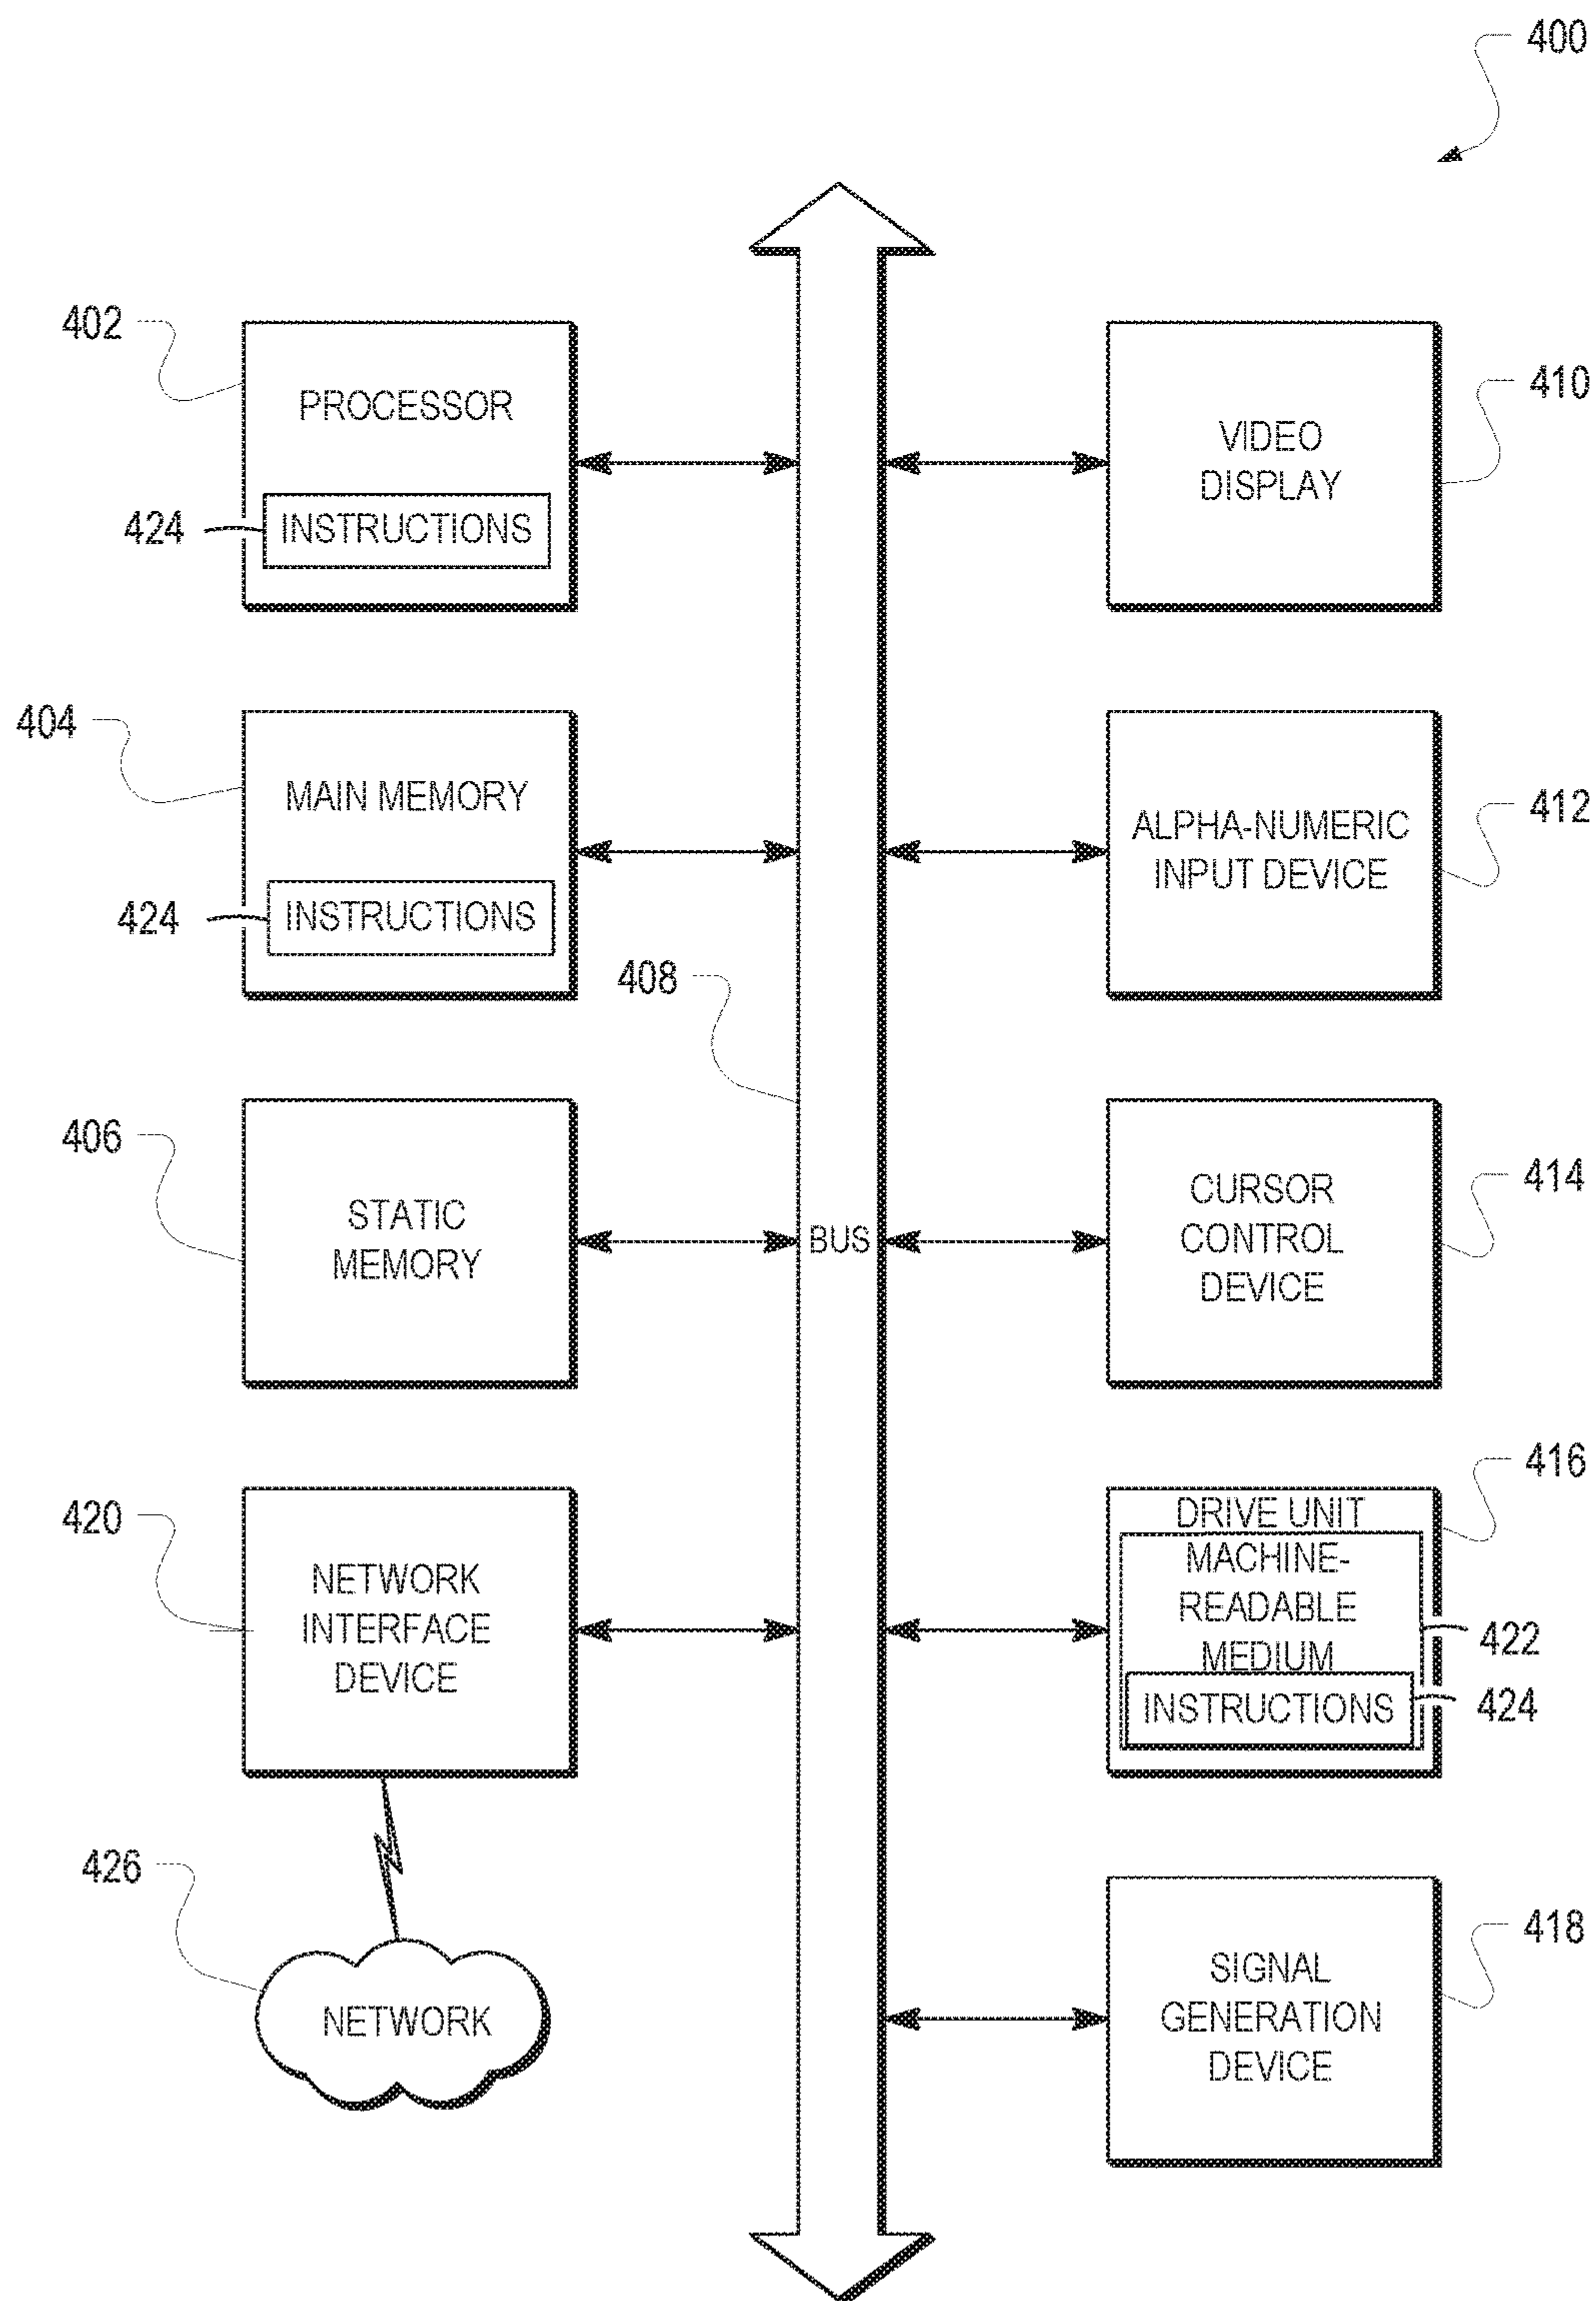 400
402
PROCESSOR
424
INSTRUCTIONS
410
VIDEO
DISPLAY
404
MAIN MEMORY
424
INSTRUCTIONS
412
ALPHA-NUMERIC
INPUT DEVICE
408
BUS
406
STATIC
MEMORY
414
CURSOR
CONTROL
DEVICE
420
NETWORK
INTERFACE
DEVICE
416
DRIVE UNIT
MACHINE-
READABLE
MEDIUM
422
INSTRUCTIONS
424
426
NETWORK
418
SIGNAL
GENERATION
DEVICE